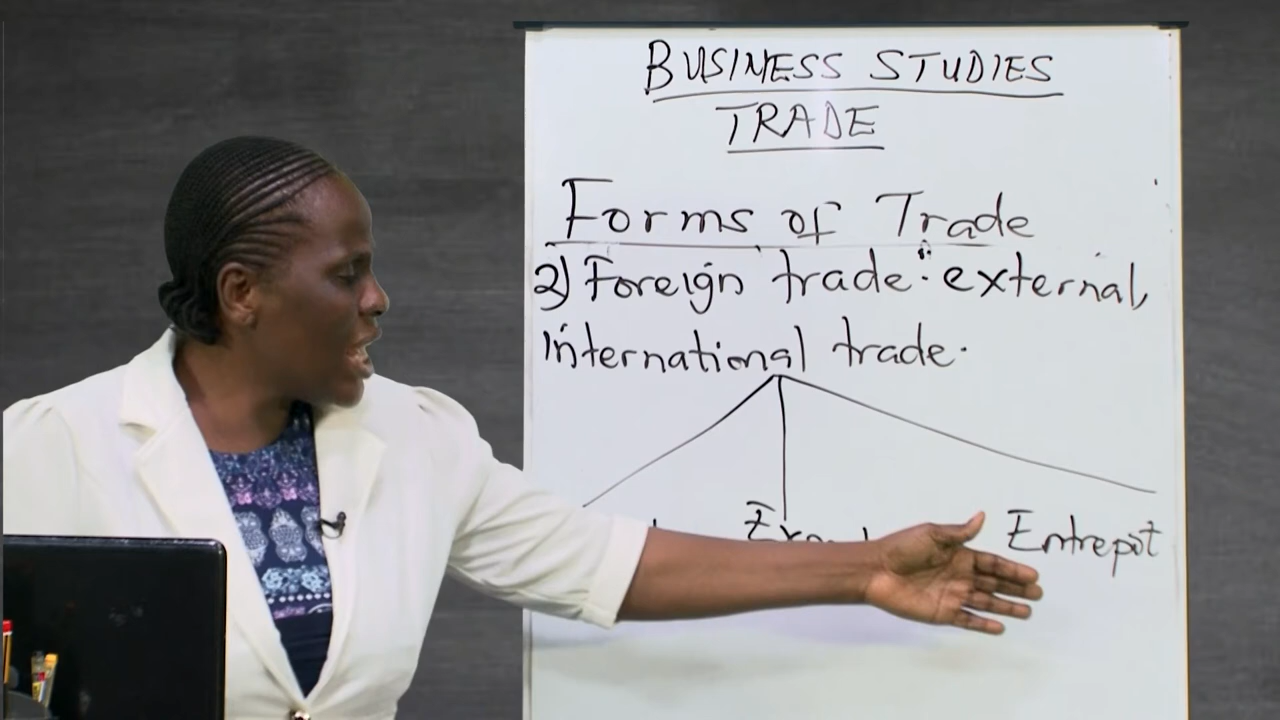 BUSINESS STUDIES
TRADE
Forms of Trade
2) Foreign trade: external,
International trade.
Entrepot